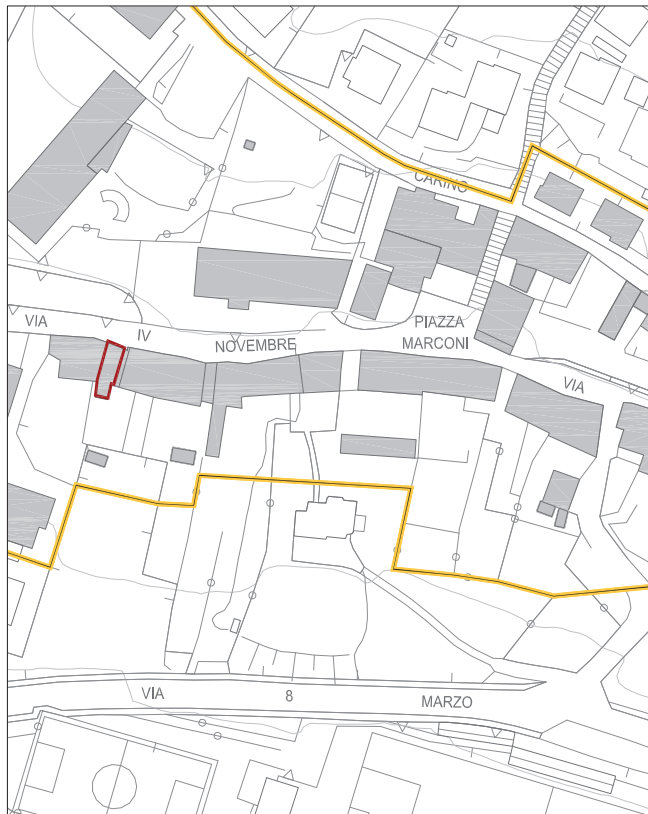 CARINO
VIA IV NOVEMBRE
PIAZZA
MARCONI
VIA
VIA 8 MARZO